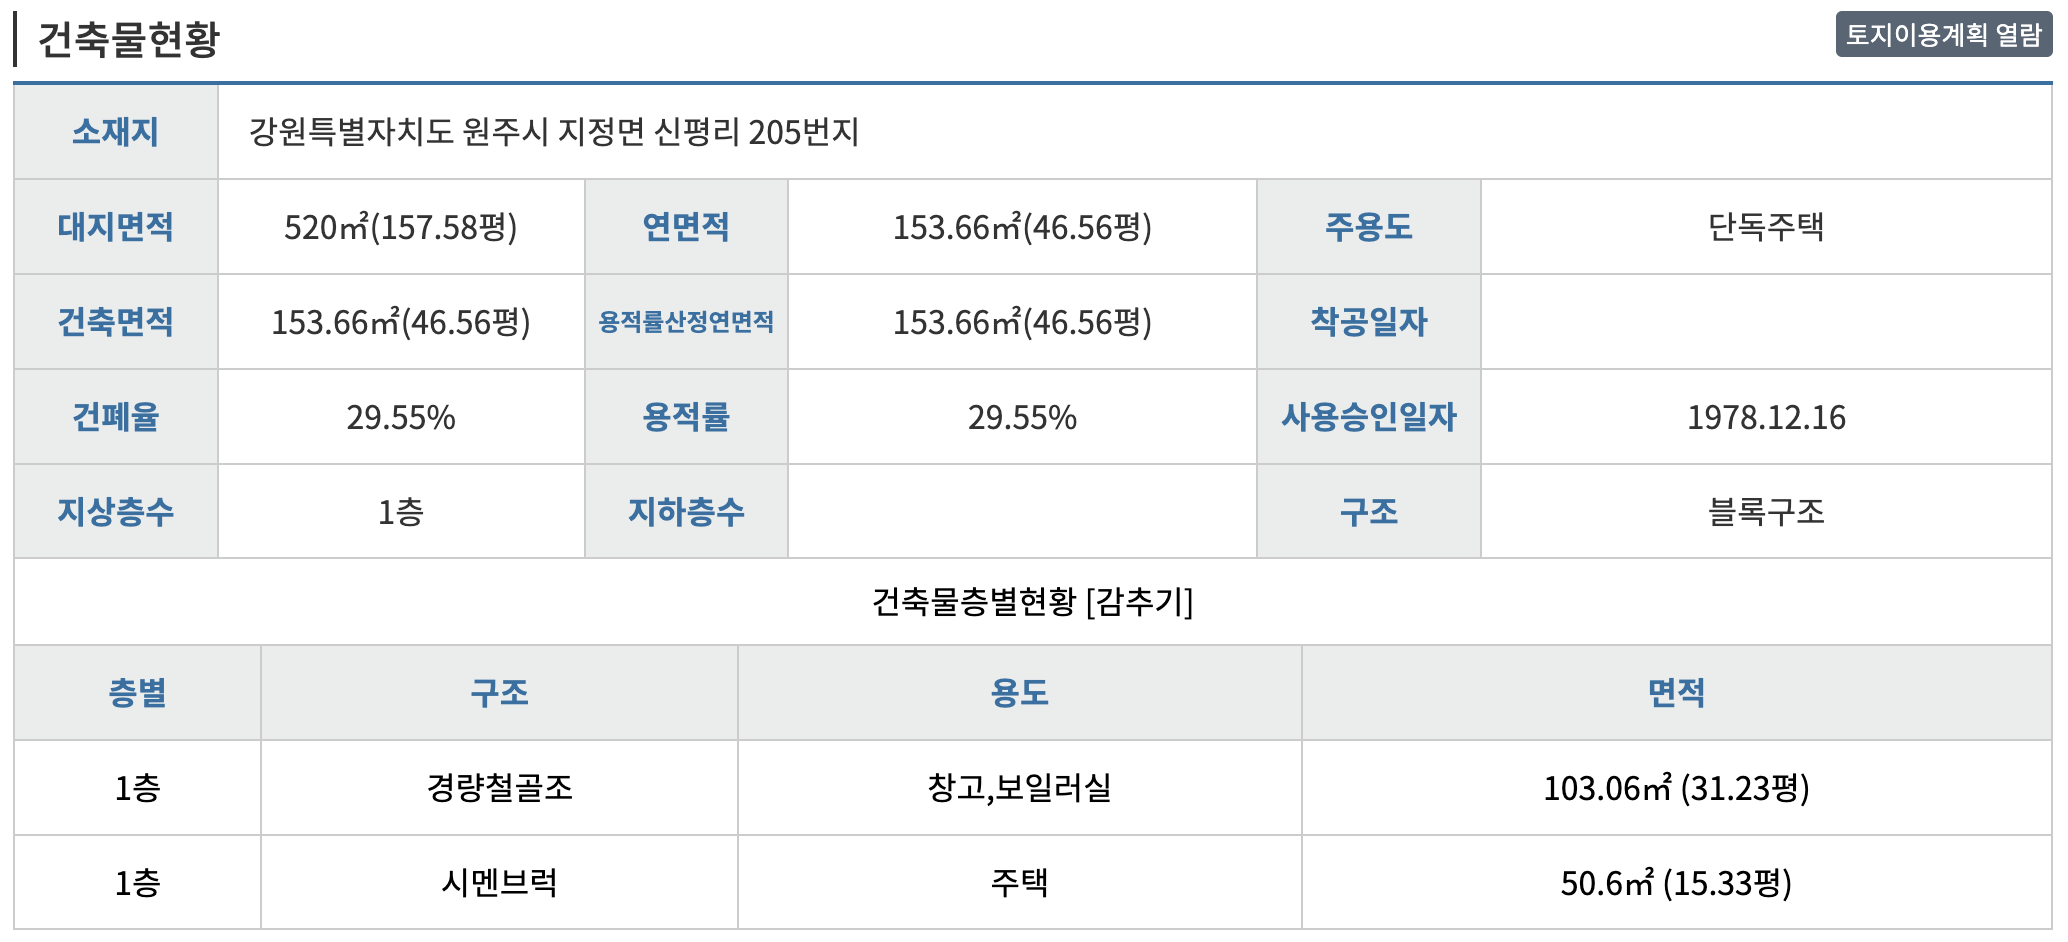 건축물현황
토지이용계획 열람
소재지 강원특별자치도 원주시 지정면 신평리 205번지
대지면적 520㎡(157.58평) 연면적 153.66㎡(46.56평) 주용도 단독주택
건축면적 153.66㎡(46.56평) 용적률산정연면적 153.66㎡(46.56평) 착공일자
건폐율 29.55% 용적률 29.55% 사용승인일자 1978.12.16
지상층수 1층 지하층수 구조 블록구조
건축물층별현황 [감추기]
층별 구조 용도 면적
1층 경량철골조 창고,보일러실 103.06㎡ (31.23평)
1층 시멘브럭 주택 50.6㎡ (15.33평)